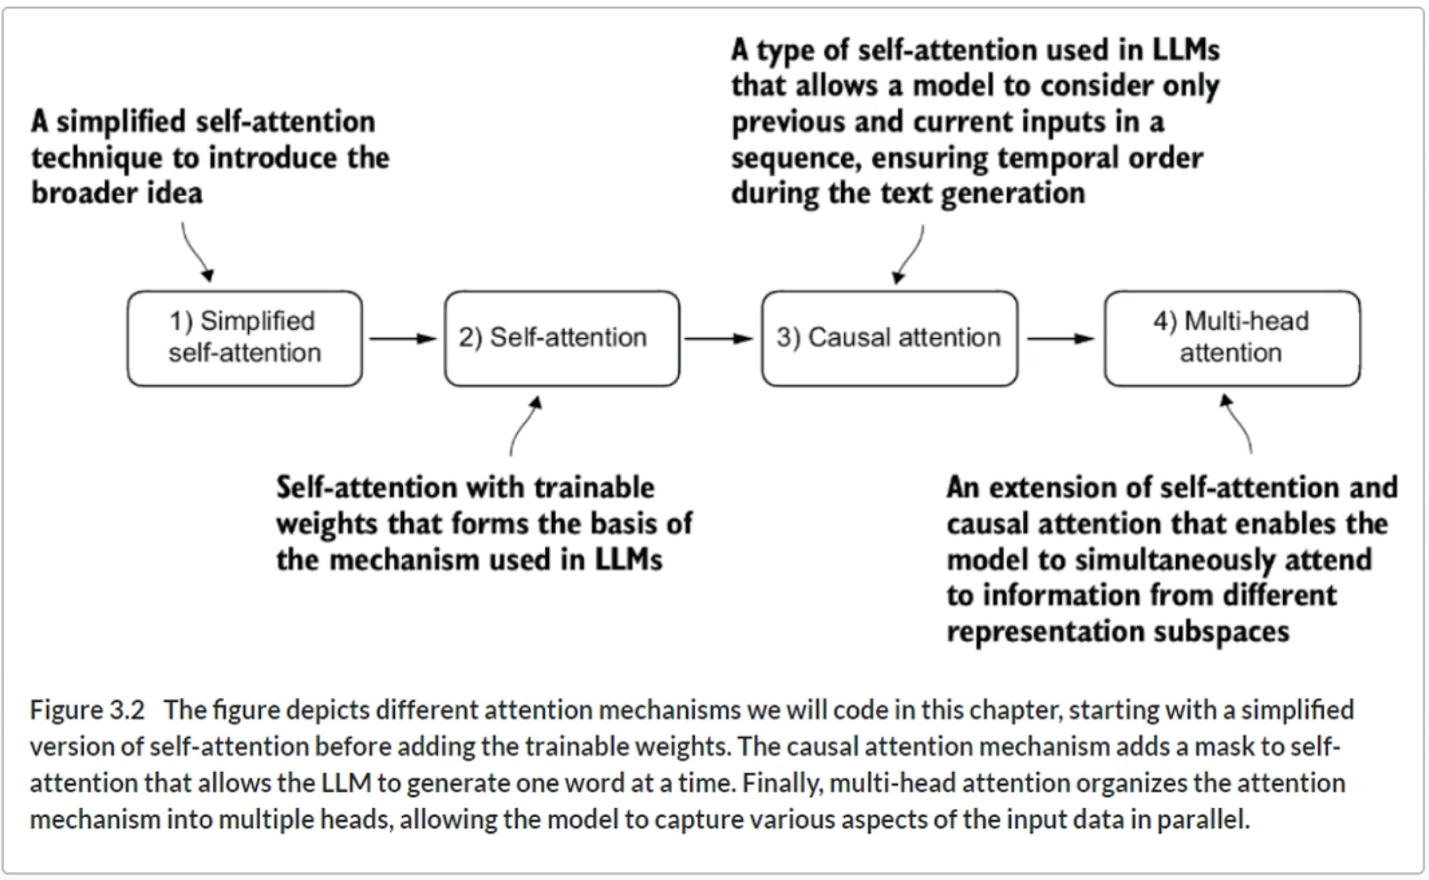 A type of self-attention used in LLMs
that allows a model to consider only
previous and current inputs in a
sequence, ensuring temporal order
during the text generation
A simplified self-attention
technique to introduce the
broader idea
1) Simplified
self-attention
2) Self-attention
3) Causal attention
4) Multi-head
attention
Self-attention with trainable
weights that forms the basis of
the mechanism used in LLMs
An extension of self-attention and
causal attention that enables the
model to simultaneously attend
to information from different
representation subspaces
Figure 3.2 The figure depicts different attention mechanisms we will code in this chapter, starting with a simplified
version of self-attention before adding the trainable weights. The causal attention mechanism adds a mask to self-
attention that allows the LLM to generate one word at a time. Finally, multi-head attention organizes the attention
mechanism into multiple heads, allowing the model to capture various aspects of the input data in parallel.